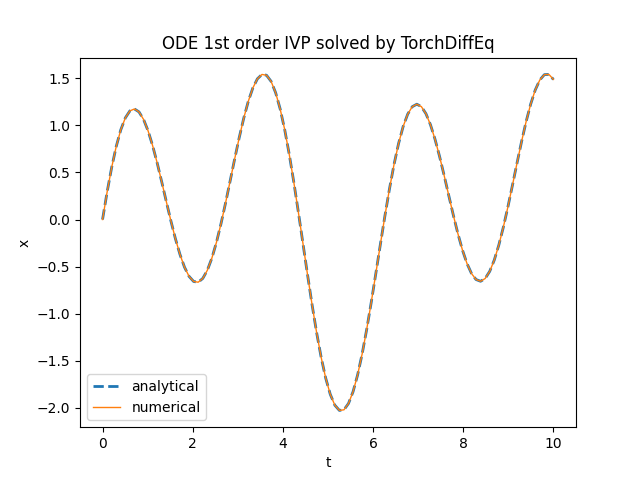 ODE 1st order IVP solved by TorchDiffEq
1.5
1.0
0.5
0.0
−0.5
−1.0
−1.5
−2.0
x
analytical
numerical
0 2 4 6 8 10
t